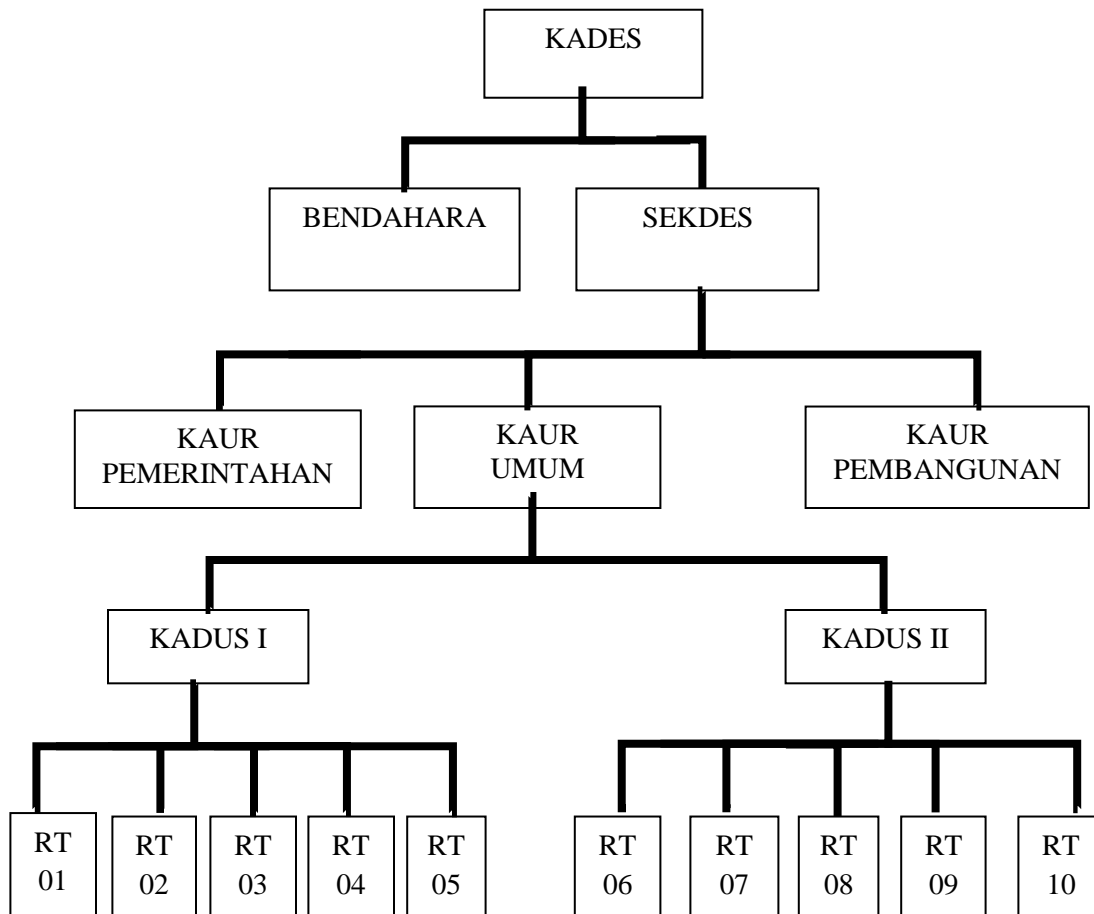 KADES
BENDAHARA
SEKDES
KAUR
PEMERINTAHAN
KAUR
UMUM
KAUR
PEMBANGUNAN
KADUS I
KADUS II
RT
01
RT
02
RT
03
RT
04
RT
05
RT
06
RT
07
RT
08
RT
09
RT
10